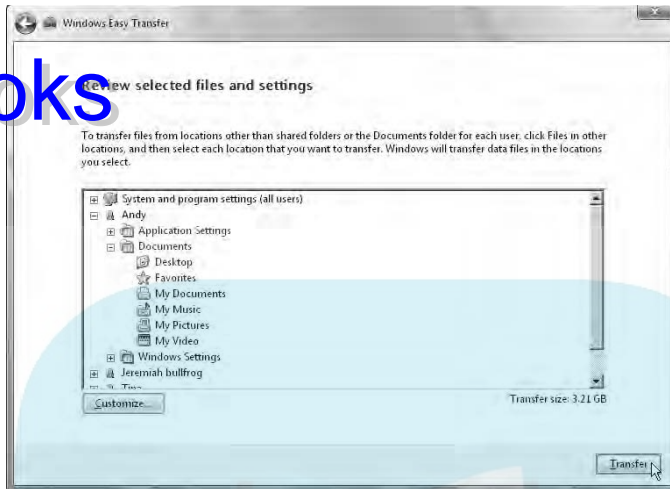 Windows Easy Transfer
oks
Review selected files and settings
To transfer files from locations other than shared folders or the Documents folder for each user, click Files in other
locations, and then select each location that you want to transfer. Windows will transfer data files in the locations
you select.
System and program settings (all users)
Andy
Application Settings
Documents
Desktop
Favorites
My Documents
My Music
My Pictures
My Video
Windows Settings
Jeremiah bullfrog
Tina
Customize...
Transfer size: 3.21 GB
Transfer